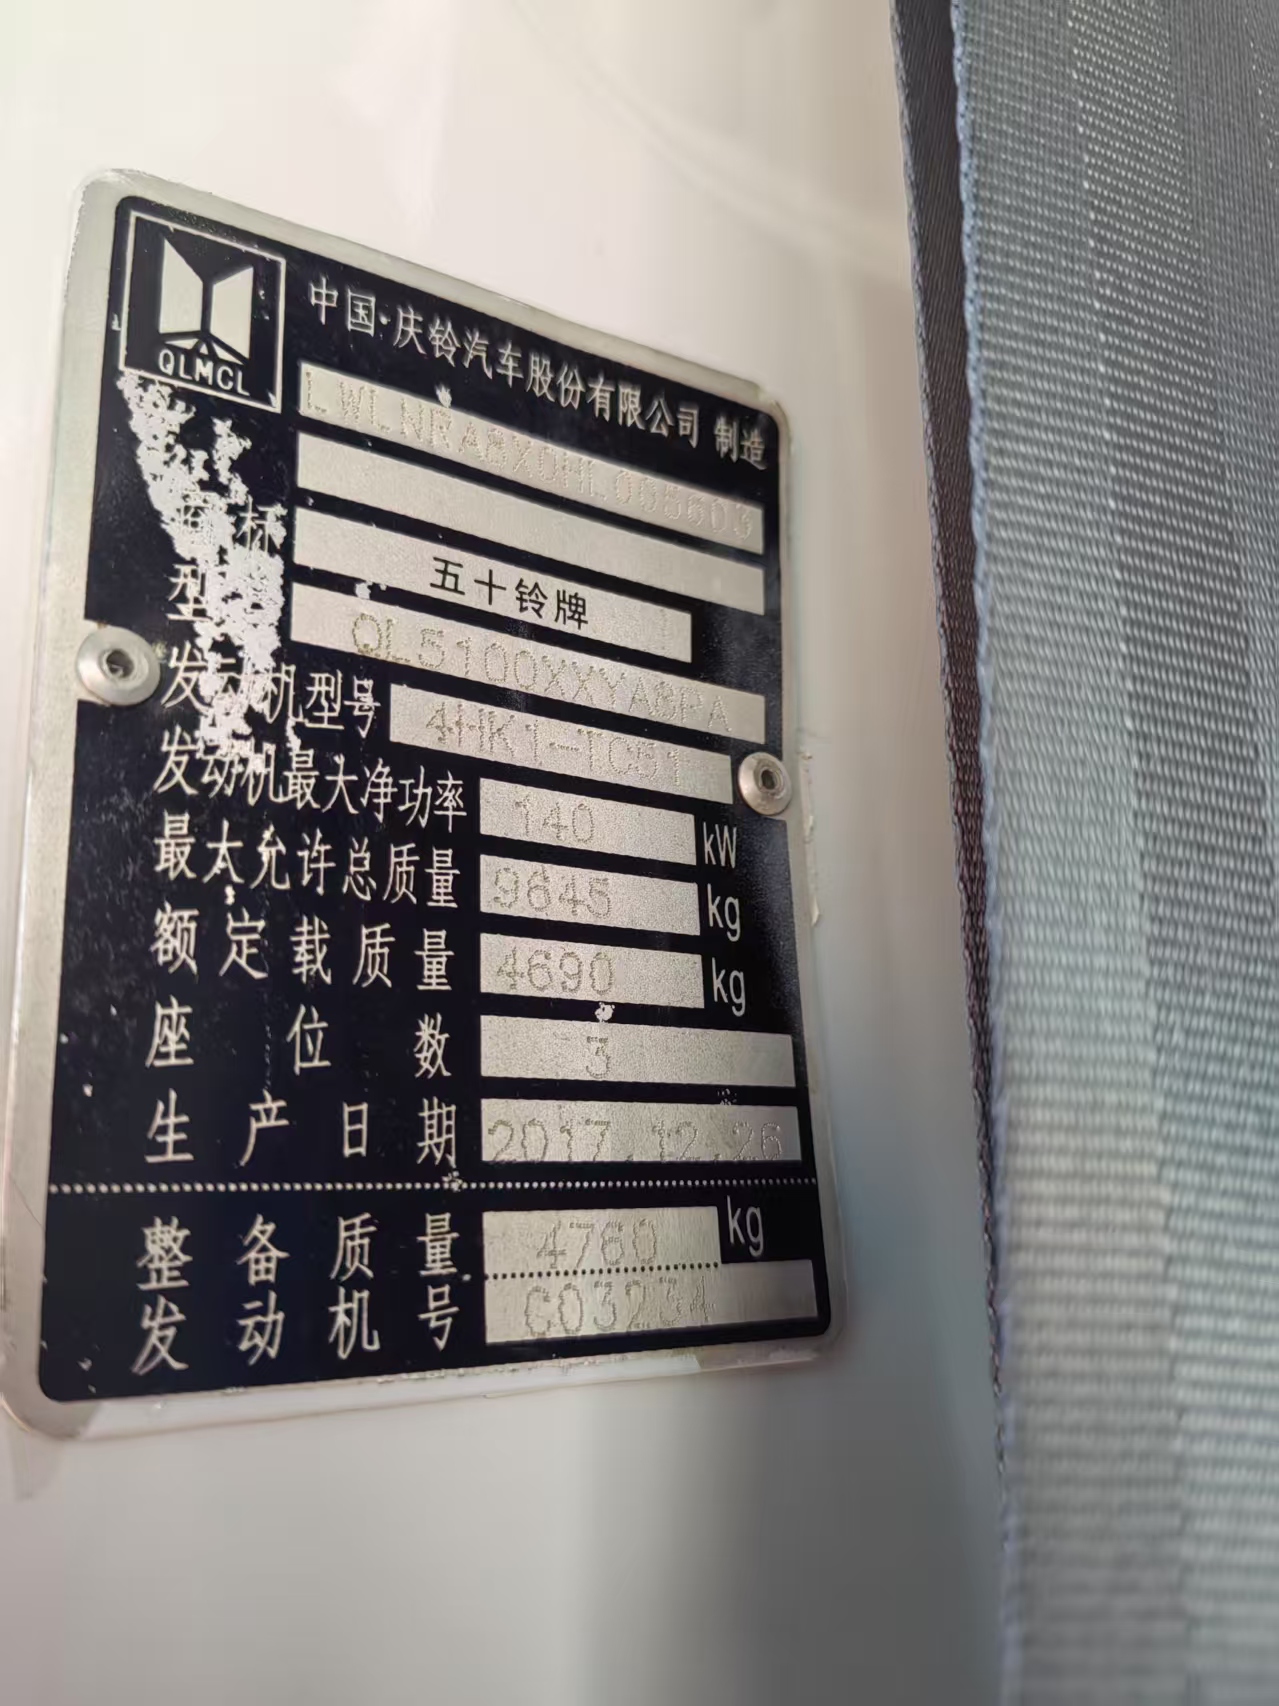 QLMCL
中国·庆铃汽车股份有限公司 制造
LWLNRA8X0HL005603
商标 五十铃牌
型号 QL5100XXYA8PA
发动机型号 4HK1-TC51
发动机最大净功率 140 kW
最大允许总质量 9645 kg
额定载质量 4690 kg
座位数 3
生产日期 2017.12.26
整备质量 4760 kg
发动机号 C03234